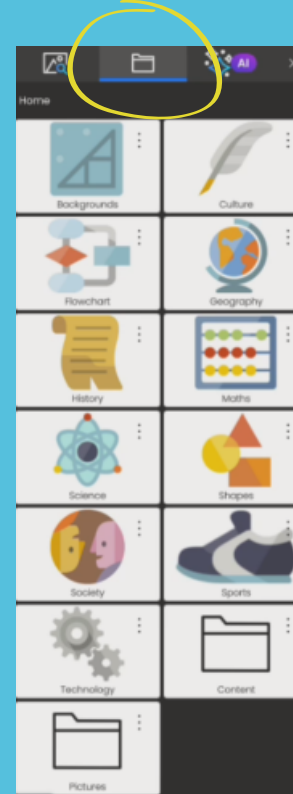 AI
Home
Backgrounds
Culture
Flowchart
Geography
History
Maths
Science
Shapes
Society
Sports
Technology
Content
Pictures